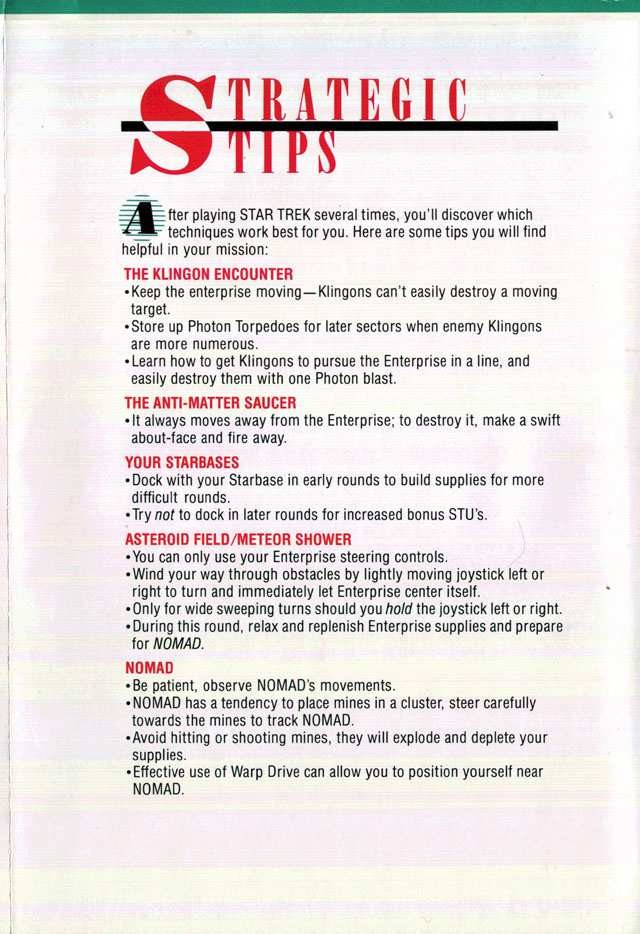 STRATEGIC
TIPS
After playing STAR TREK several times, you'll discover which
techniques work best for you. Here are some tips you will find
helpful in your mission:
THE KLINGON ENCOUNTER
•Keep the enterprise moving—Klingons can't easily destroy a moving
target.
•Store up Photon Torpedoes for later sectors when enemy Klingons
are more numerous.
•Learn how to get Klingons to pursue the Enterprise in a line, and
easily destroy them with one Photon blast.
THE ANTI-MATTER SAUCER
•It always moves away from the Enterprise; to destroy it, make a swift
about-face and fire away.
YOUR STARBASES
•Dock with your Starbase in early rounds to build supplies for more
difficult rounds.
•Try not to dock in later rounds for increased bonus STU's.
ASTEROID FIELD/METEOR SHOWER
•You can only use your Enterprise steering controls.
•Wind your way through obstacles by lightly moving joystick left or
right to turn and immediately let Enterprise center itself.
•Only for wide sweeping turns should you hold the joystick left or right.
•During this round, relax and replenish Enterprise supplies and prepare
for NOMAD.
NOMAD
•Be patient, observe NOMAD's movements.
•NOMAD has a tendency to place mines in a cluster, steer carefully
towards the mines to track NOMAD.
•Avoid hitting or shooting mines, they will explode and deplete your
supplies.
•Effective use of Warp Drive can allow you to position yourself near
NOMAD.